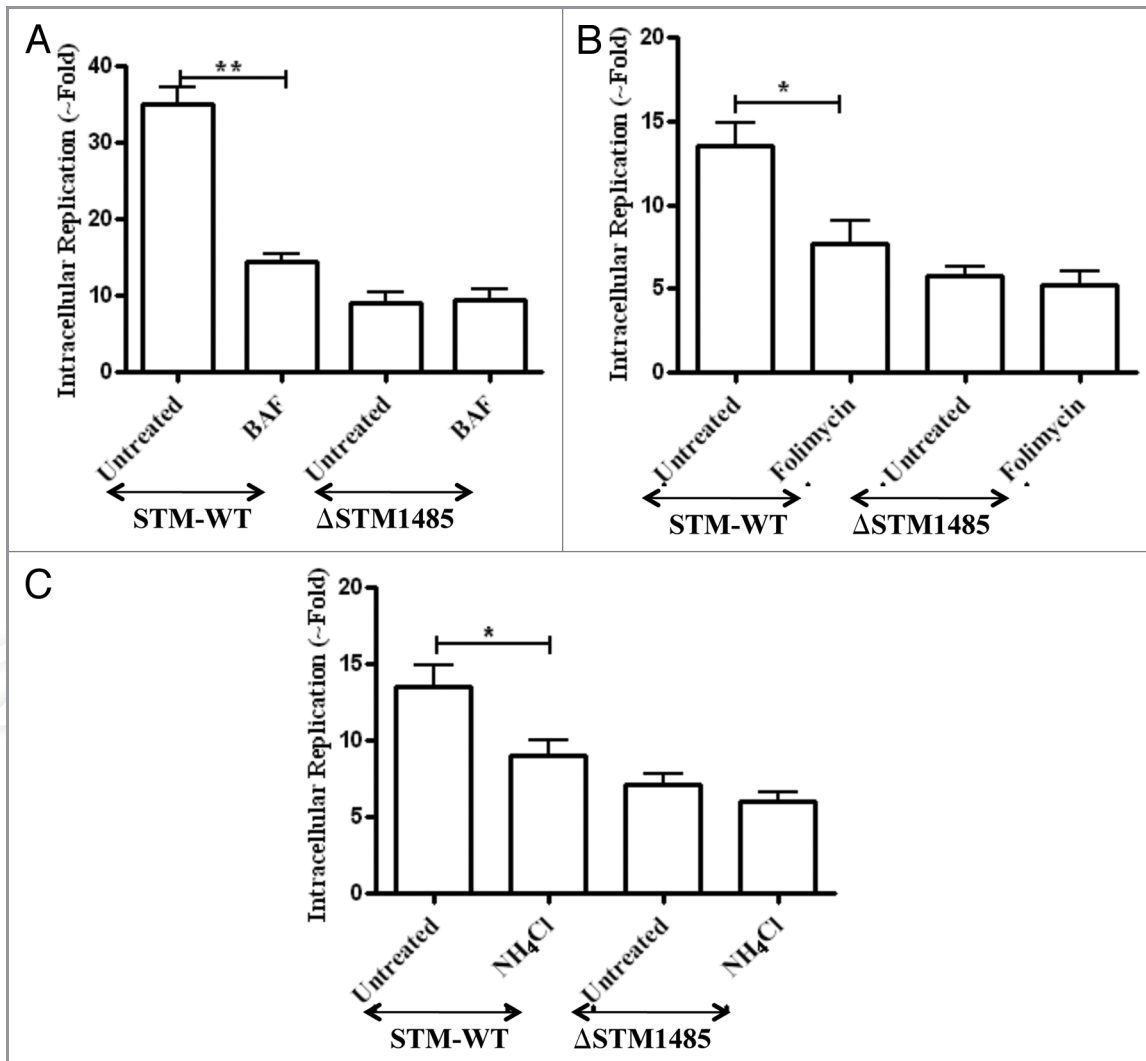 A
Intracellular Replication (~Fold)
40
30
20
10
0
**
Untreated
BAF
Untreated
BAF
STM-WT
ΔSTM1485
B
Intracellular Replication (~Fold)
20
15
10
5
0
*
Untreated
Folimycin
Untreated
Folimycin
STM-WT
ΔSTM1485
C
Intracellular Replication (~Fold)
20
15
10
5
0
*
Untreated
NH₄Cl
Untreated
NH₄Cl
STM-WT
ΔSTM1485